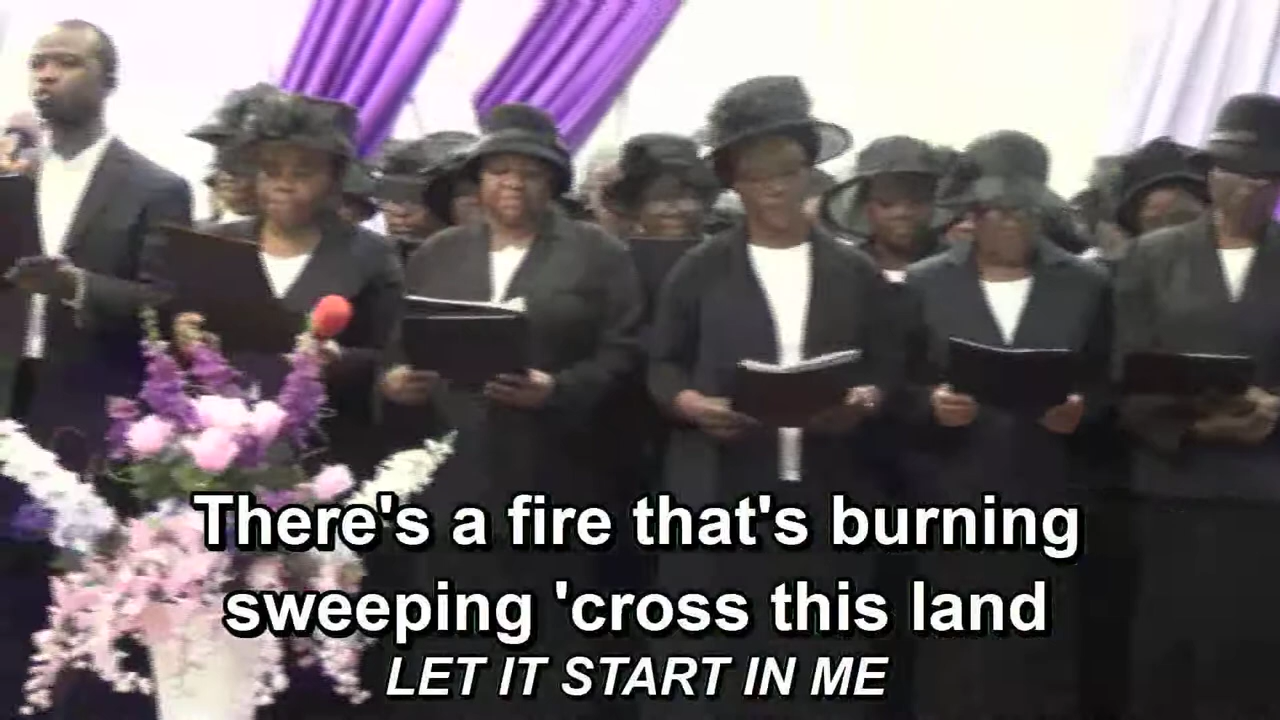 There's a fire that's burning
sweeping 'cross this land
LET IT START IN ME